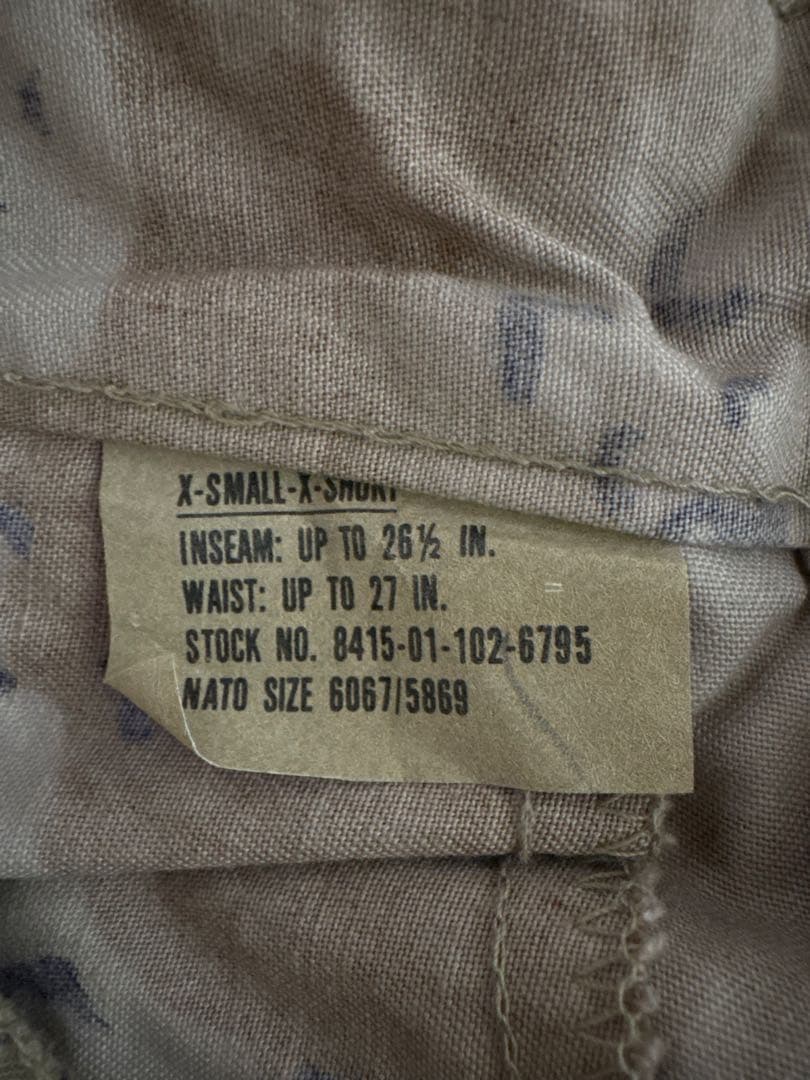 X-SMALL-X-SHORT
INSEAM: UP TO 26½ IN.
WAIST: UP TO 27 IN.
STOCK NO. 8415-01-102-6795
NATO SIZE 6067/5869